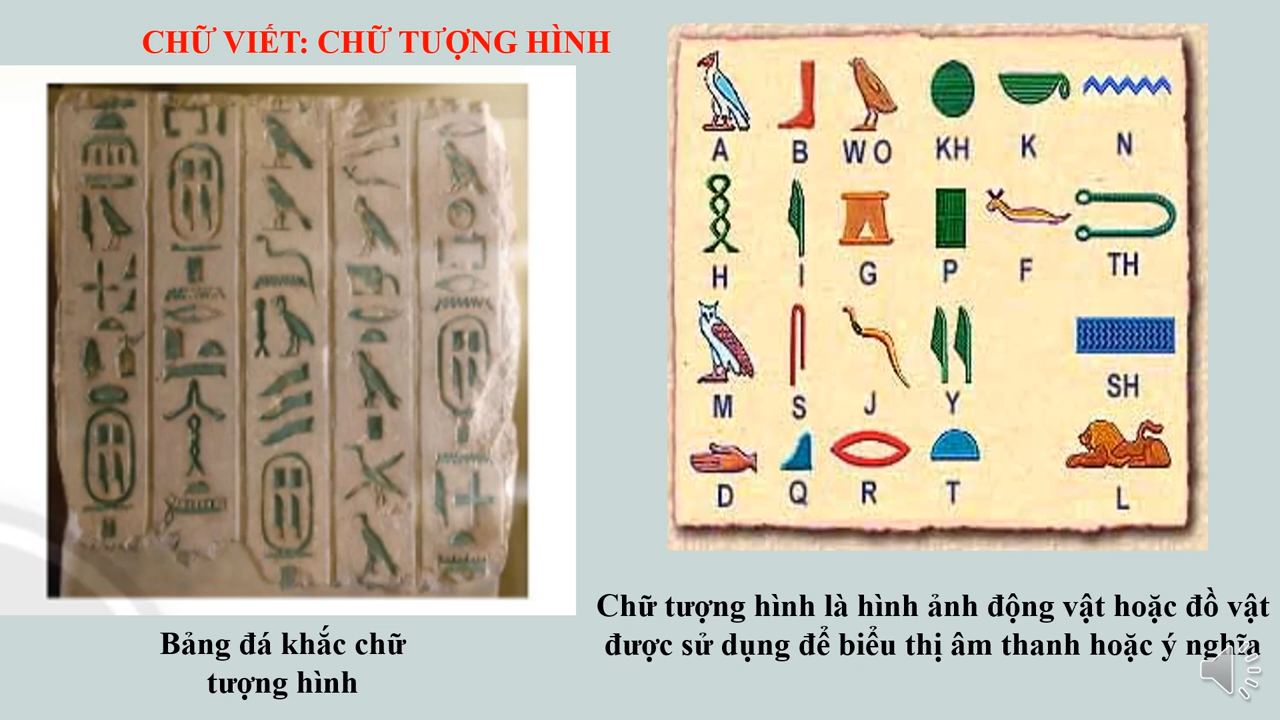 CHỮ VIẾT: CHỮ TƯỢNG HÌNH
A B W O KH K N
H I G P F TH
M S J Y SH
D Q R T L
Bảng đá khắc chữ
tượng hình
Chữ tượng hình là hình ảnh động vật hoặc đồ vật
được sử dụng để biểu thị âm thanh hoặc ý nghĩa